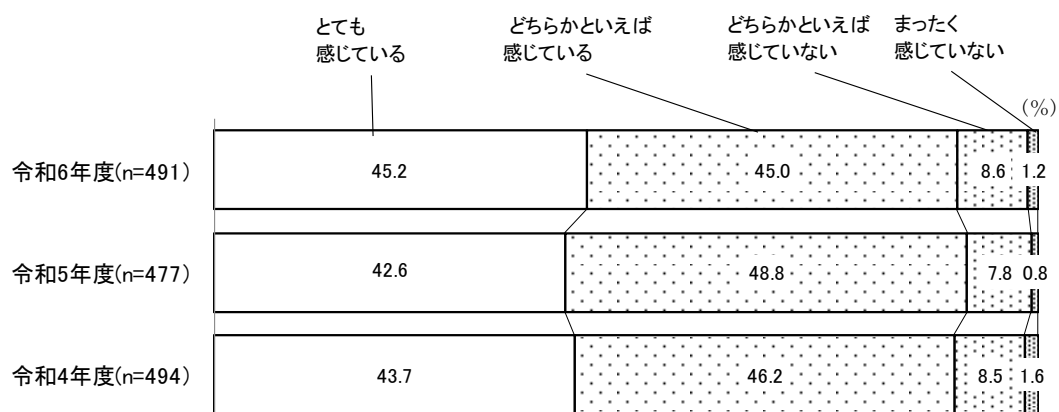 とても
感じている
どちらかといえば
感じている
どちらかといえば
感じていない
まったく
感じていない
(%)
令和6年度(n=491) 45.2 45.0 8.6 1.2
令和5年度(n=477) 42.6 48.8 7.8 0.8
令和4年度(n=494) 43.7 46.2 8.5 1.6